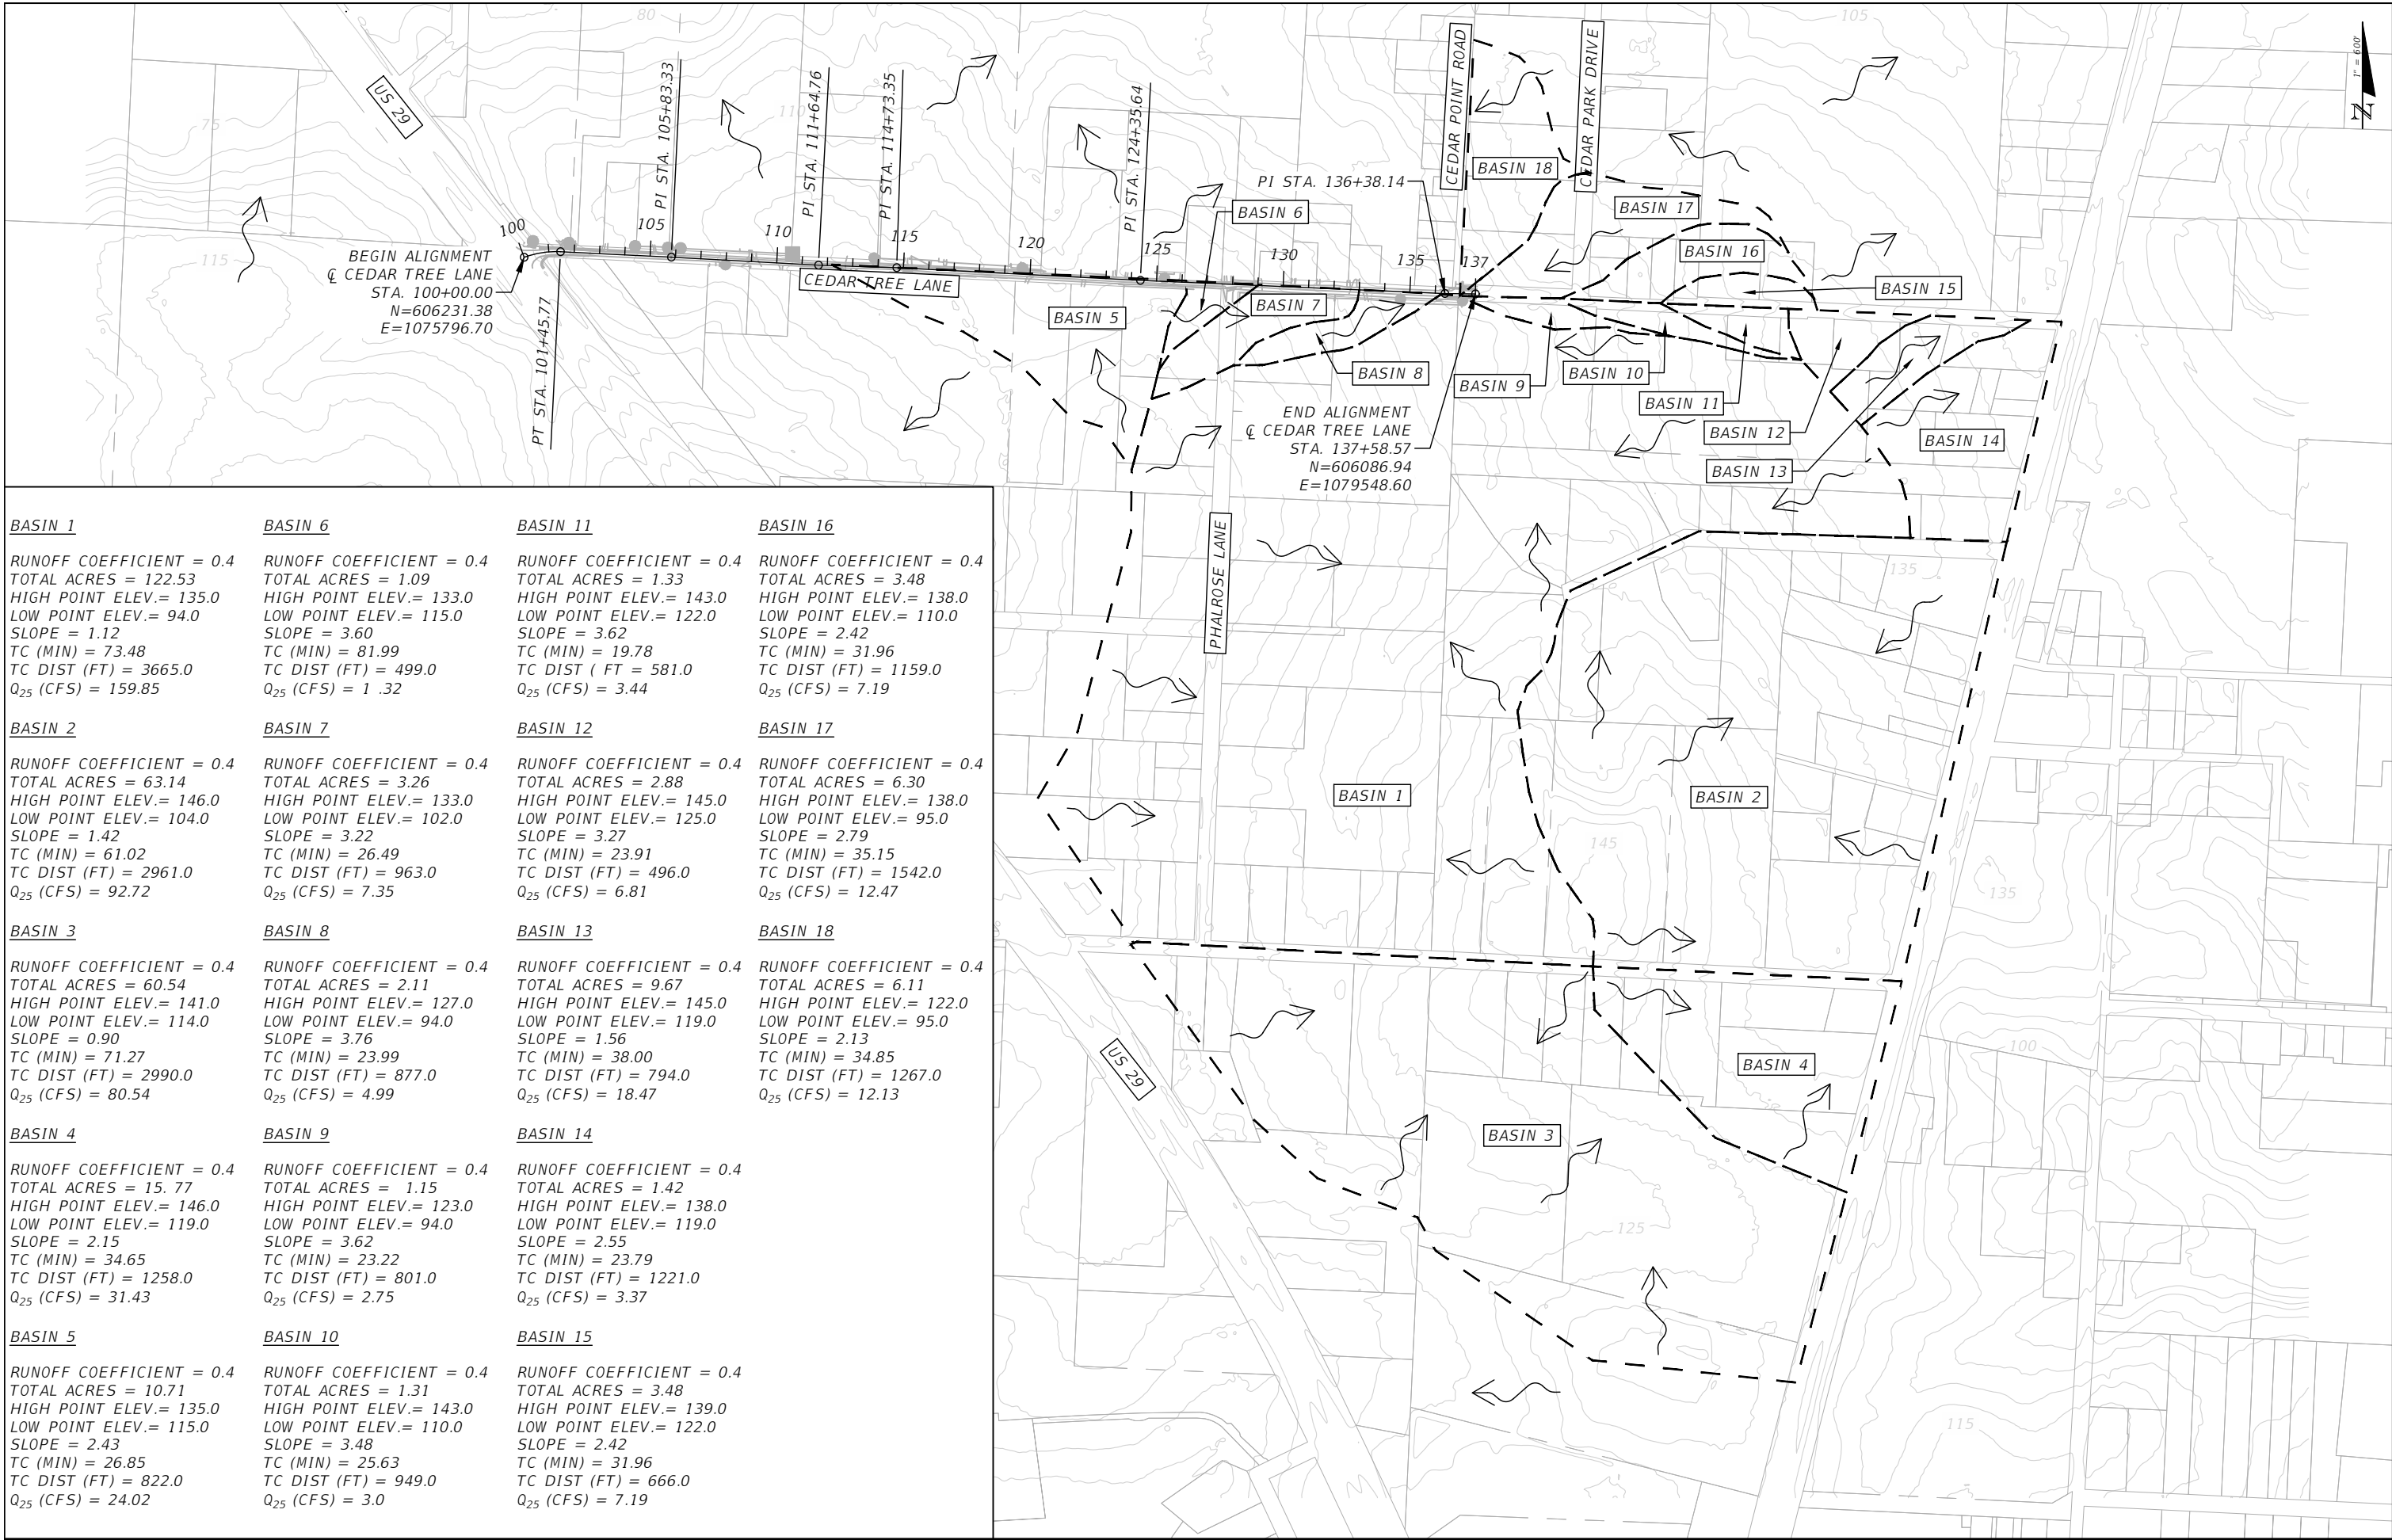 80
105
1" = 600'
N
US 29
75
110
PI STA. 105+83.33
PI STA. 111+64.76
PI STA. 114+73.35
PI STA. 124+35.64
CEDAR POINT ROAD
CEDAR PARK DRIVE
BASIN 18
PI STA. 136+38.14
BASIN 17
BASIN 6
BASIN 16
BASIN 15
100
105
110
115
120
125
130
135
137
115
BEGIN ALIGNMENT
℄ CEDAR TREE LANE
STA. 100+00.00
N=606231.38
E=1075796.70
PT STA. 101+45.77
CEDAR TREE LANE
BASIN 5
BASIN 7
BASIN 8
BASIN 9
BASIN 10
BASIN 11
BASIN 12
BASIN 13
BASIN 14
END ALIGNMENT
℄ CEDAR TREE LANE
STA. 137+58.57
N=606086.94
E=1079548.60
PHALROSE LANE
135
BASIN 1
BASIN 2
145
135
US 29
100
BASIN 4
BASIN 3
125
115
BASIN 1
RUNOFF COEFFICIENT = 0.4
TOTAL ACRES = 122.53
HIGH POINT ELEV.= 135.0
LOW POINT ELEV.= 94.0
SLOPE = 1.12
TC (MIN) = 73.48
TC DIST (FT) = 3665.0
Q25 (CFS) = 159.85
BASIN 2
RUNOFF COEFFICIENT = 0.4
TOTAL ACRES = 63.14
HIGH POINT ELEV.= 146.0
LOW POINT ELEV.= 104.0
SLOPE = 1.42
TC (MIN) = 61.02
TC DIST (FT) = 2961.0
Q25 (CFS) = 92.72
BASIN 3
RUNOFF COEFFICIENT = 0.4
TOTAL ACRES = 60.54
HIGH POINT ELEV.= 141.0
LOW POINT ELEV.= 114.0
SLOPE = 0.90
TC (MIN) = 71.27
TC DIST (FT) = 2990.0
Q25 (CFS) = 80.54
BASIN 4
RUNOFF COEFFICIENT = 0.4
TOTAL ACRES = 15. 77
HIGH POINT ELEV.= 146.0
LOW POINT ELEV.= 119.0
SLOPE = 2.15
TC (MIN) = 34.65
TC DIST (FT) = 1258.0
Q25 (CFS) = 31.43
BASIN 5
RUNOFF COEFFICIENT = 0.4
TOTAL ACRES = 10.71
HIGH POINT ELEV.= 135.0
LOW POINT ELEV.= 115.0
SLOPE = 2.43
TC (MIN) = 26.85
TC DIST (FT) = 822.0
Q25 (CFS) = 24.02
BASIN 6
RUNOFF COEFFICIENT = 0.4
TOTAL ACRES = 1.09
HIGH POINT ELEV.= 133.0
LOW POINT ELEV.= 115.0
SLOPE = 3.60
TC (MIN) = 81.99
TC DIST (FT) = 499.0
Q25 (CFS) = 1 .32
BASIN 7
RUNOFF COEFFICIENT = 0.4
TOTAL ACRES = 3.26
HIGH POINT ELEV.= 133.0
LOW POINT ELEV.= 102.0
SLOPE = 3.22
TC (MIN) = 26.49
TC DIST (FT) = 963.0
Q25 (CFS) = 7.35
BASIN 8
RUNOFF COEFFICIENT = 0.4
TOTAL ACRES = 2.11
HIGH POINT ELEV.= 127.0
LOW POINT ELEV.= 94.0
SLOPE = 3.76
TC (MIN) = 23.99
TC DIST (FT) = 877.0
Q25 (CFS) = 4.99
BASIN 9
RUNOFF COEFFICIENT = 0.4
TOTAL ACRES = 1.15
HIGH POINT ELEV.= 123.0
LOW POINT ELEV.= 94.0
SLOPE = 3.62
TC (MIN) = 23.22
TC DIST (FT) = 801.0
Q25 (CFS) = 2.75
BASIN 10
RUNOFF COEFFICIENT = 0.4
TOTAL ACRES = 1.31
HIGH POINT ELEV.= 143.0
LOW POINT ELEV.= 110.0
SLOPE = 3.48
TC (MIN) = 25.63
TC DIST (FT) = 949.0
Q25 (CFS) = 3.0
BASIN 11
RUNOFF COEFFICIENT = 0.4
TOTAL ACRES = 1.33
HIGH POINT ELEV.= 143.0
LOW POINT ELEV.= 122.0
SLOPE = 3.62
TC (MIN) = 19.78
TC DIST ( FT = 581.0
Q25 (CFS) = 3.44
BASIN 12
RUNOFF COEFFICIENT = 0.4
TOTAL ACRES = 2.88
HIGH POINT ELEV.= 145.0
LOW POINT ELEV.= 125.0
SLOPE = 3.27
TC (MIN) = 23.91
TC DIST (FT) = 496.0
Q25 (CFS) = 6.81
BASIN 13
RUNOFF COEFFICIENT = 0.4
TOTAL ACRES = 9.67
HIGH POINT ELEV.= 145.0
LOW POINT ELEV.= 119.0
SLOPE = 1.56
TC (MIN) = 38.00
TC DIST (FT) = 794.0
Q25 (CFS) = 18.47
BASIN 14
RUNOFF COEFFICIENT = 0.4
TOTAL ACRES = 1.42
HIGH POINT ELEV.= 138.0
LOW POINT ELEV.= 119.0
SLOPE = 2.55
TC (MIN) = 23.79
TC DIST (FT) = 1221.0
Q25 (CFS) = 3.37
BASIN 15
RUNOFF COEFFICIENT = 0.4
TOTAL ACRES = 3.48
HIGH POINT ELEV.= 139.0
LOW POINT ELEV.= 122.0
SLOPE = 2.42
TC (MIN) = 31.96
TC DIST (FT) = 666.0
Q25 (CFS) = 7.19
BASIN 16
RUNOFF COEFFICIENT = 0.4
TOTAL ACRES = 3.48
HIGH POINT ELEV.= 138.0
LOW POINT ELEV.= 110.0
SLOPE = 2.42
TC (MIN) = 31.96
TC DIST (FT) = 1159.0
Q25 (CFS) = 7.19
BASIN 17
RUNOFF COEFFICIENT = 0.4
TOTAL ACRES = 6.30
HIGH POINT ELEV.= 138.0
LOW POINT ELEV.= 95.0
SLOPE = 2.79
TC (MIN) = 35.15
TC DIST (FT) = 1542.0
Q25 (CFS) = 12.47
BASIN 18
RUNOFF COEFFICIENT = 0.4
TOTAL ACRES = 6.11
HIGH POINT ELEV.= 122.0
LOW POINT ELEV.= 95.0
SLOPE = 2.13
TC (MIN) = 34.85
TC DIST (FT) = 1267.0
Q25 (CFS) = 12.13